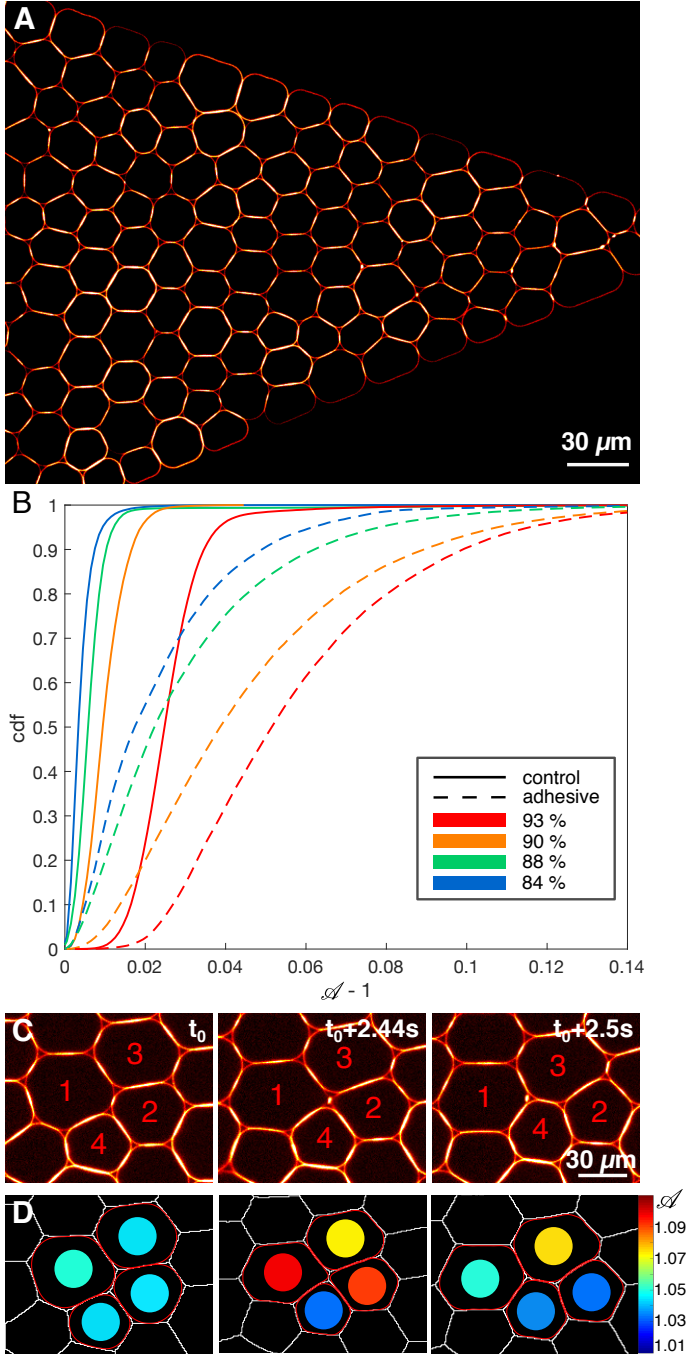 A
30 µm
B
1
0.9
0.8
0.7
0.6
0.5
0.4
0.3
0.2
0.1
0
cdf
control
adhesive
93 %
90 %
88 %
84 %
0 0.02 0.04 0.06 0.08 0.1 0.12 0.14
𝒜 - 1
C t₀ t₀+2.44s t₀+2.5s
3 3 3
1 2 1 2 1 2
4 4 4
30 µm
D 𝒜
1.09
1.07
1.05
1.03
1.01